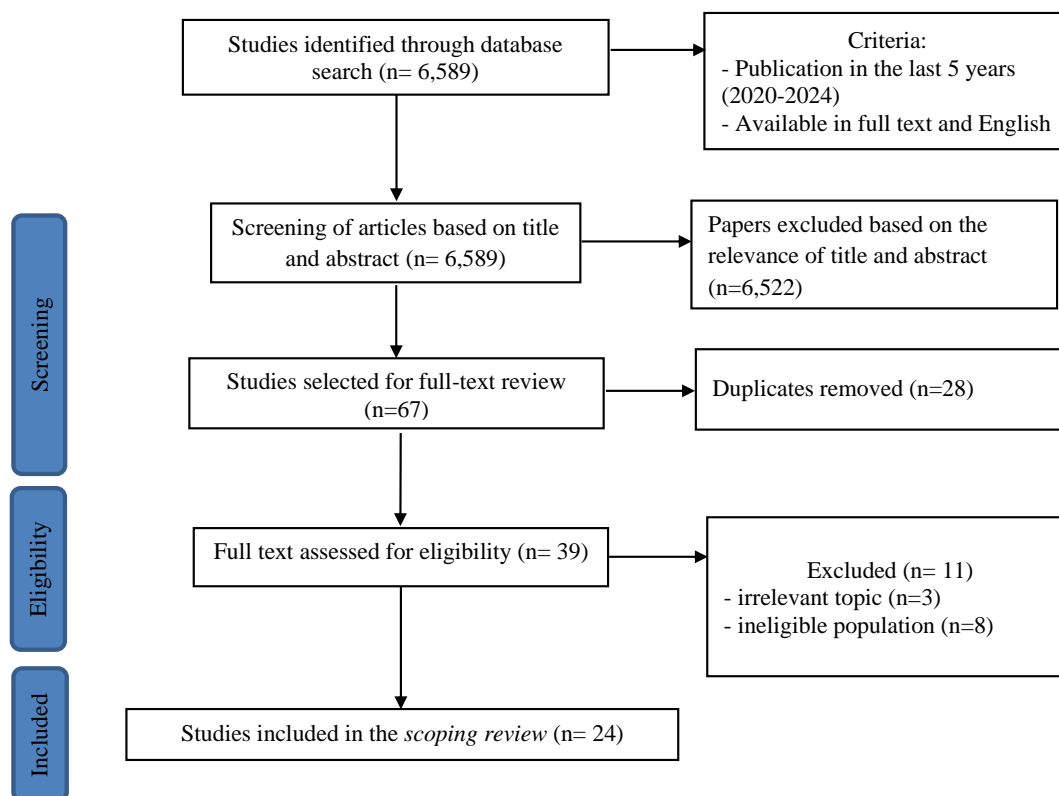 Studies identified through database
search (n= 6,589)
Criteria:
- Publication in the last 5 years
(2020-2024)
- Available in full text and English
Screening
Screening of articles based on title
and abstract (n= 6,589)
Papers excluded based on the
relevance of title and abstract
(n=6,522)
Studies selected for full-text review
(n=67)
Duplicates removed (n=28)
Eligibility
Full text assessed for eligibility (n= 39)
Excluded (n= 11)
- irrelevant topic (n=3)
- ineligible population (n=8)
Included
Studies included in the scoping review (n= 24)